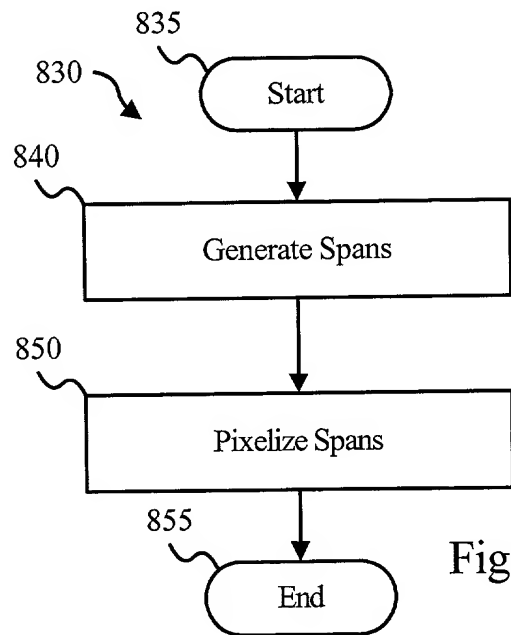 835
830
Start
840
Generate Spans
850
Pixelize Spans
855
End
Fig